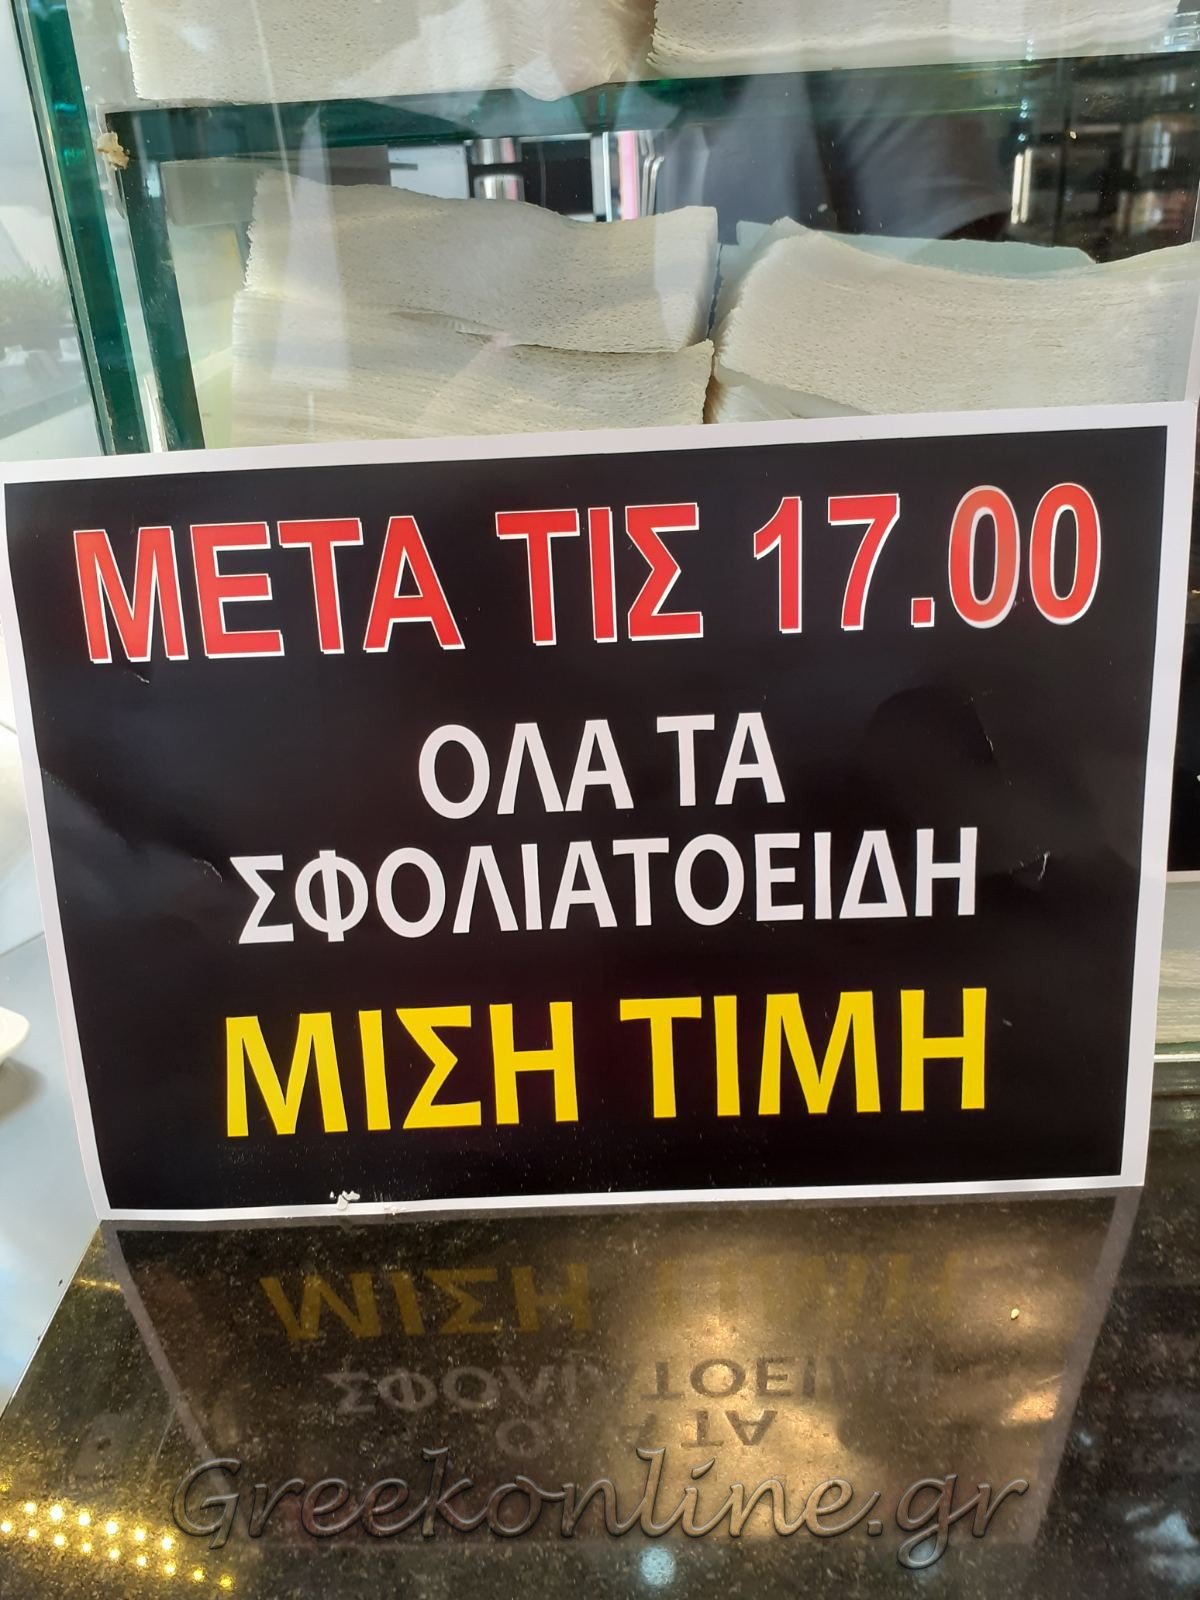 ΜΕΤΑ ΤΙΣ 17.00
ΟΛΑ ΤΑ
ΣΦΟΛΙΑΤΟΕΙΔΗ
ΜΙΣΗ ΤΙΜΗ
Greekonline.gr